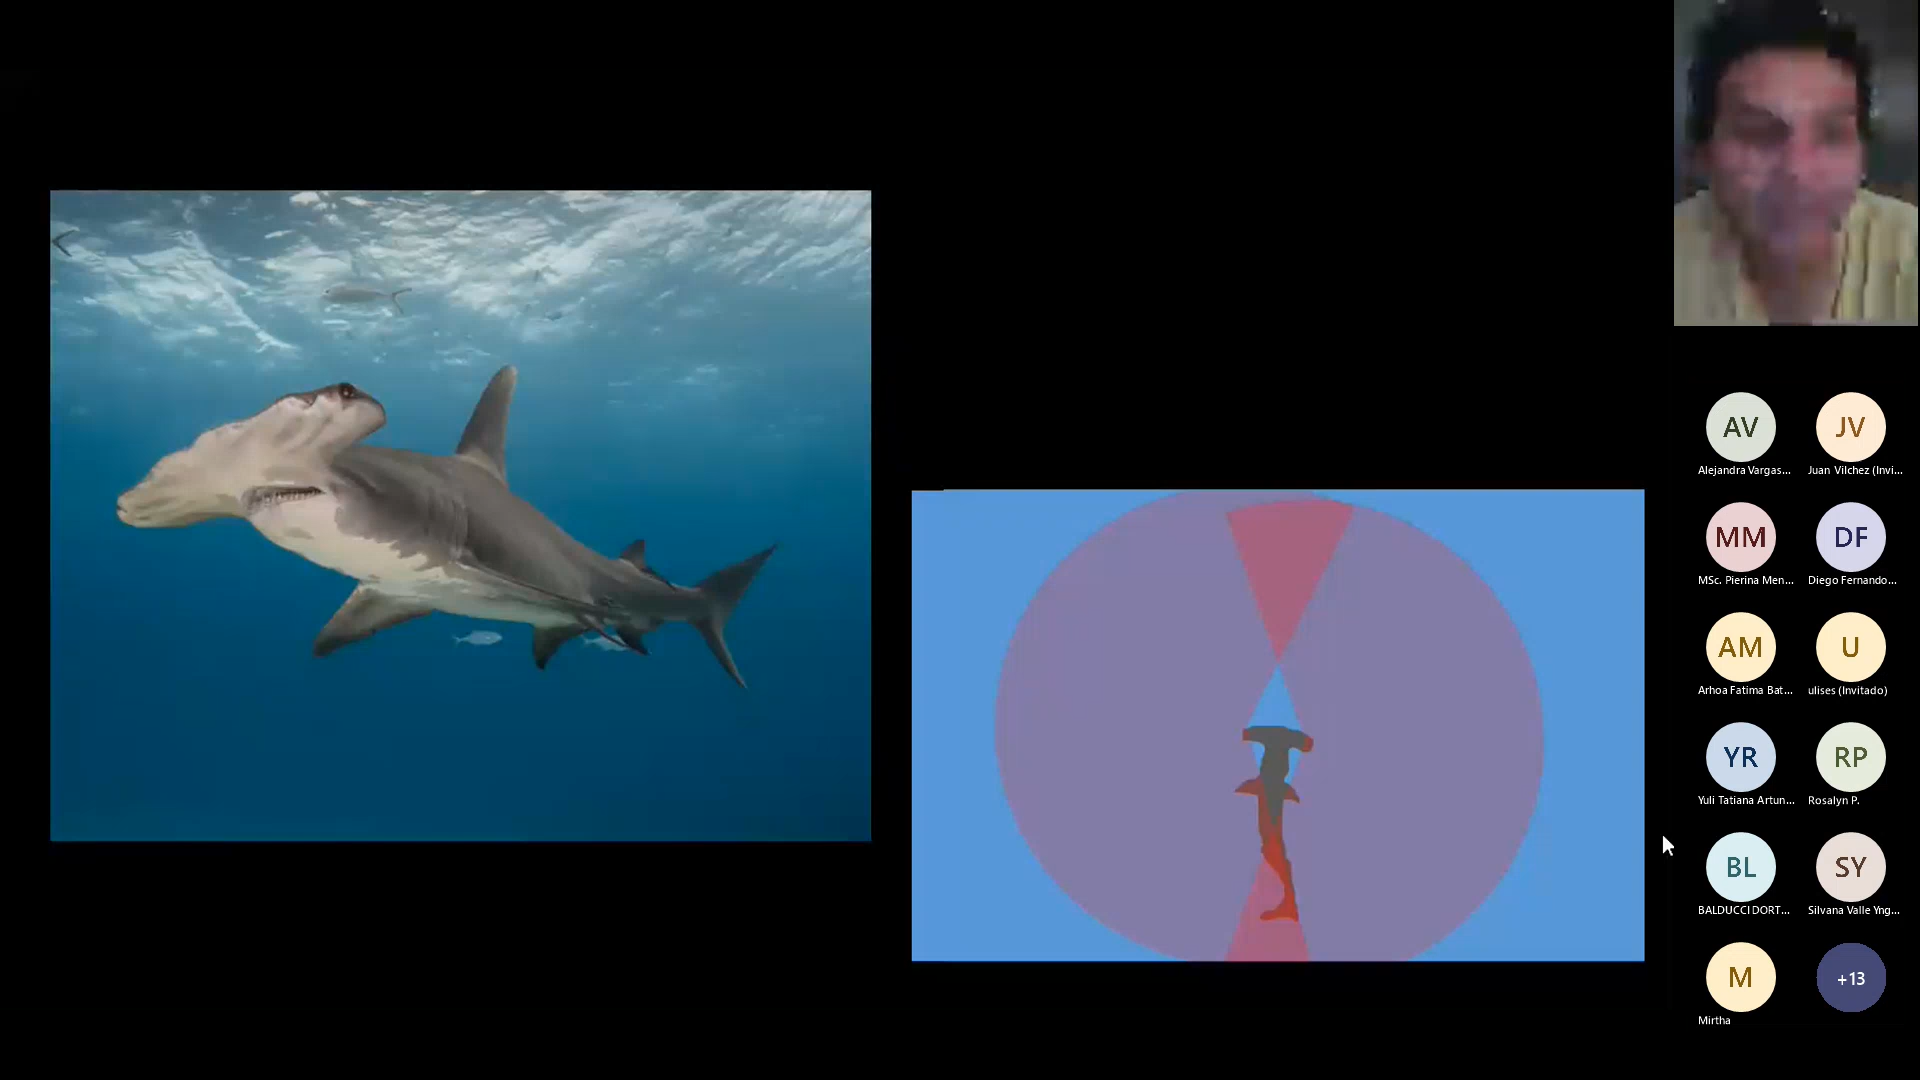 AV
JV
Alejandra Vargas...
Juan Vilchez (Invi...
MM
DF
MSc. Pierina Men...
Diego Fernando...
AM
U
Arhoa Fatima Bat...
ulises (Invitado)
YR
RP
Yuli Tatiana Artun...
Rosalyn P.
BL
SY
BALDUCCI DORT...
Silvana Valle Yng...
M
+13
Mirtha